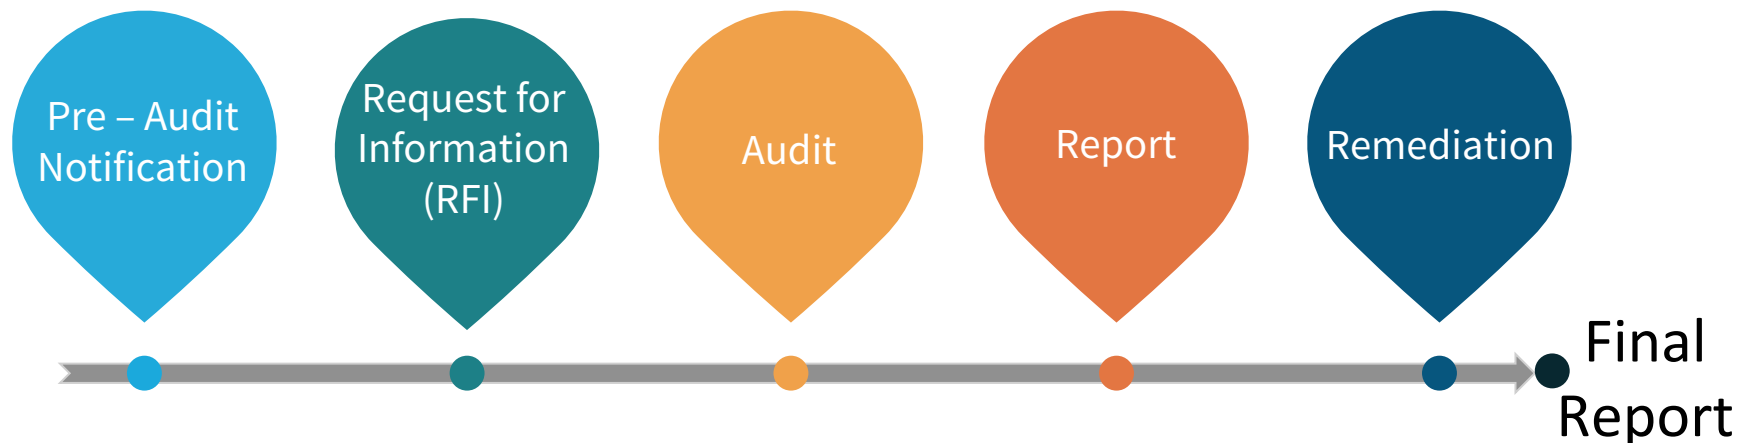 Pre – Audit
Notification
Request for
Information
(RFI)
Audit
Report
Remediation
Final
Report